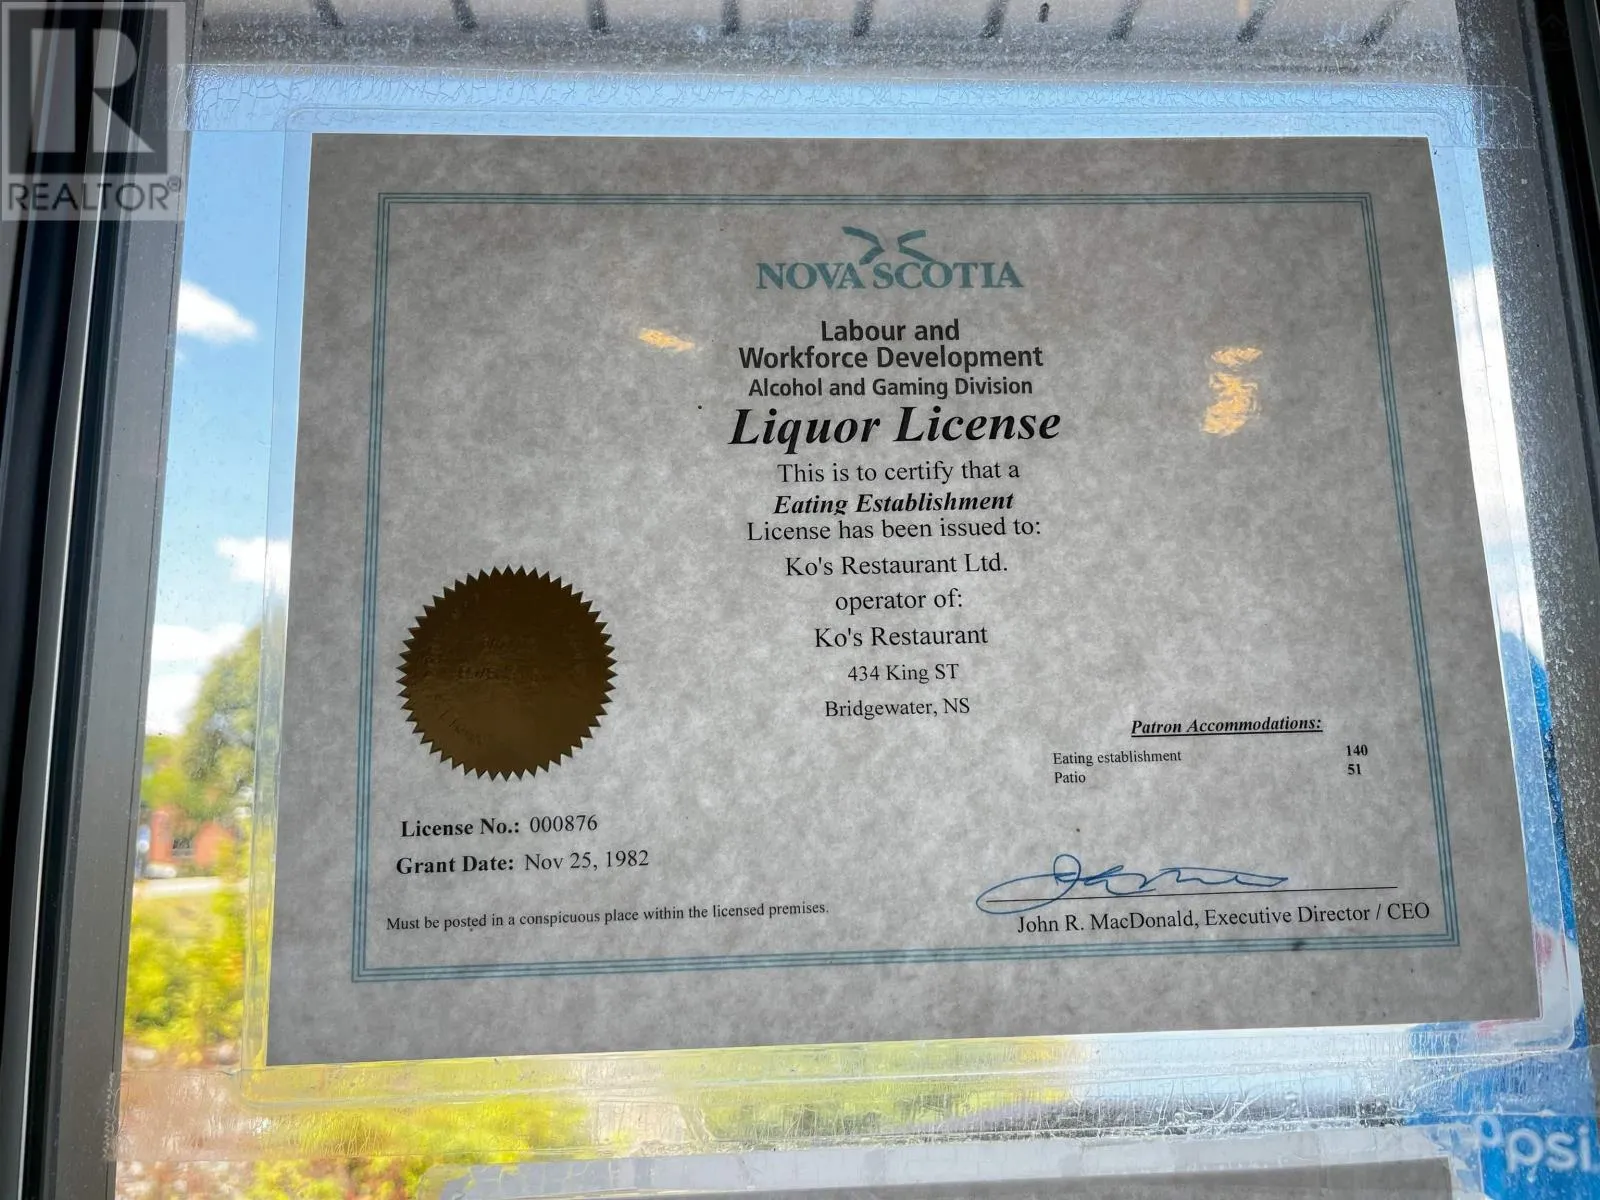 REALTOR®
NOVA SCOTIA
Labour and
Workforce Development
Alcohol and Gaming Division
Liquor License
This is to certify that a
Eating Establishment
License has been issued to:
Ko's Restaurant Ltd.
operator of:
Ko's Restaurant
434 King ST
Bridgewater, NS
Patron Accommodations:
Eating establishment 140
Patio 51
License No.: 000876
Grant Date: Nov 25, 1982
Must be posted in a conspicuous place within the licensed premises.
John R. MacDonald, Executive Director / CEO
psi